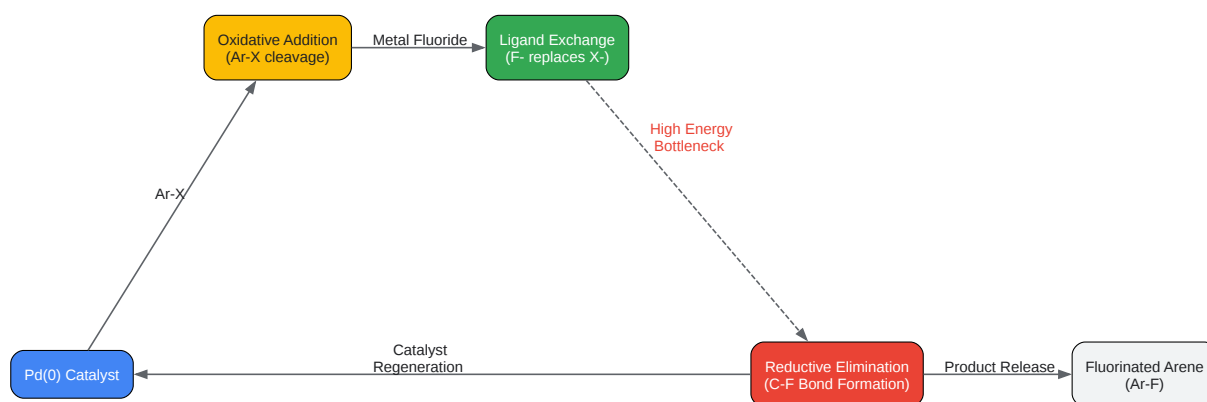 Oxidative Addition
(Ar-X cleavage)
Metal Fluoride
Ligand Exchange
(F- replaces X-)
High Energy
Bottleneck
Ar-X
Pd(0) Catalyst
Catalyst
Regeneration
Reductive Elimination
(C-F Bond Formation)
Product Release
Fluorinated Arene
(Ar-F)